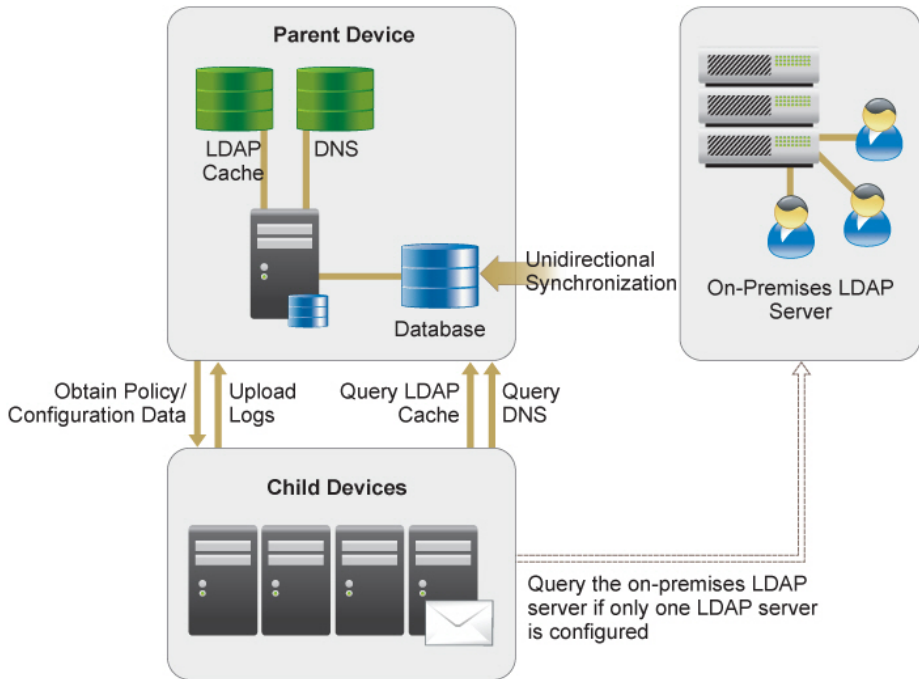 Parent Device
LDAP
Cache
DNS
Database
Unidirectional
Synchronization
On-Premises LDAP
Server
Obtain Policy/
Configuration Data
Upload
Logs
Query LDAP
Cache
Query
DNS
Child Devices
Query the on-premises LDAP
server if only one LDAP server
is configured